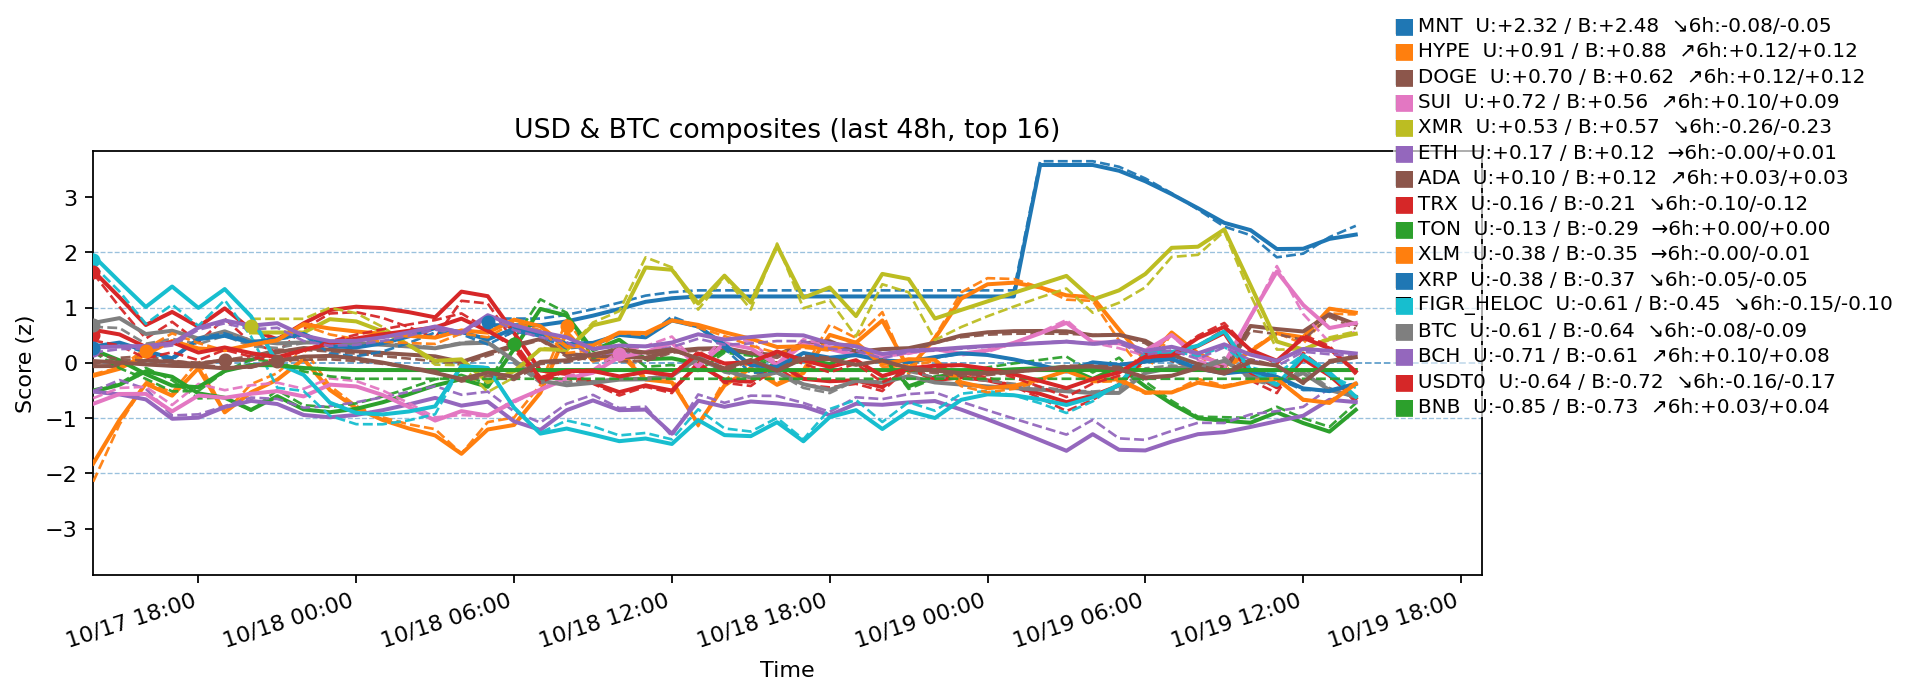 MNT U:+2.32 / B:+2.48 ↘6h:-0.08/-0.05
HYPE U:+0.91 / B:+0.88 ↗6h:+0.12/+0.12
DOGE U:+0.70 / B:+0.62 ↗6h:+0.12/+0.12
SUI U:+0.72 / B:+0.56 ↗6h:+0.10/+0.09
XMR U:+0.53 / B:+0.57 ↘6h:-0.26/-0.23
ETH U:+0.17 / B:+0.12 →6h:-0.00/+0.01
ADA U:+0.10 / B:+0.12 ↗6h:+0.03/+0.03
TRX U:-0.16 / B:-0.21 ↘6h:-0.10/-0.12
TON U:-0.13 / B:-0.29 →6h:+0.00/+0.00
XLM U:-0.38 / B:-0.35 →6h:-0.00/-0.01
XRP U:-0.38 / B:-0.37 ↘6h:-0.05/-0.05
FIGR_HELOC U:-0.61 / B:-0.45 ↘6h:-0.15/-0.10
BTC U:-0.61 / B:-0.64 ↘6h:-0.08/-0.09
BCH U:-0.71 / B:-0.61 ↗6h:+0.10/+0.08
USDT0 U:-0.64 / B:-0.72 ↘6h:-0.16/-0.17
BNB U:-0.85 / B:-0.73 ↗6h:+0.03/+0.04
USD & BTC composites (last 48h, top 16)
Score (z)
3
2
1
0
−1
−2
−3
10/17 18:00
10/18 00:00
10/18 06:00
10/18 12:00
10/18 18:00
10/19 00:00
10/19 06:00
10/19 12:00
10/19 18:00
Time